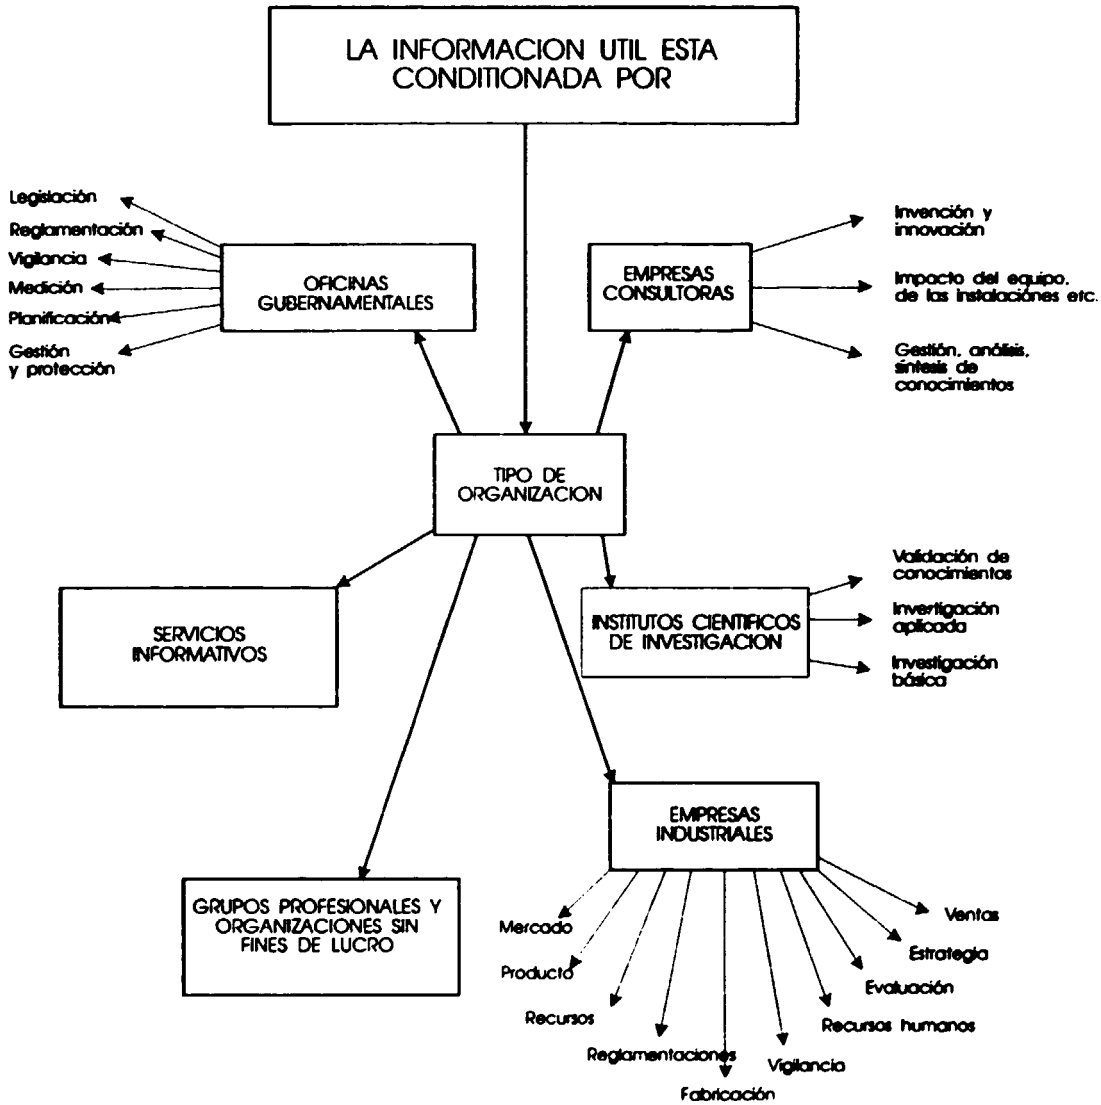 LA INFORMACION UTIL ESTA
CONDITIONADA POR
Legislación
Reglamentación
Vigilancia
Medición
Planificación
Gestión
y protección
OFICINAS
GUBERNAMENTALES
EMPRESAS
CONSULTORAS
Invención y
innovación
Impacto del equipo,
de las instalaciónes etc.
Gestión, análisis,
síntesis de
conocimientos
TIPO DE
ORGANIZACION
SERVICIOS
INFORMATIVOS
INSTITUTOS CIENTIFICOS
DE INVESTIGACION
Validación de
conocimientos
Investigación
aplicada
Investigación
básica
EMPRESAS
INDUSTRIALES
GRUPOS PROFESIONALES Y
ORGANIZACIONES SIN
FINES DE LUCRO
Mercado
Producto
Recursos
Reglamentaciones
Fabricación
Vigilancia
Recursos humanos
Evaluación
Estrategia
Ventas